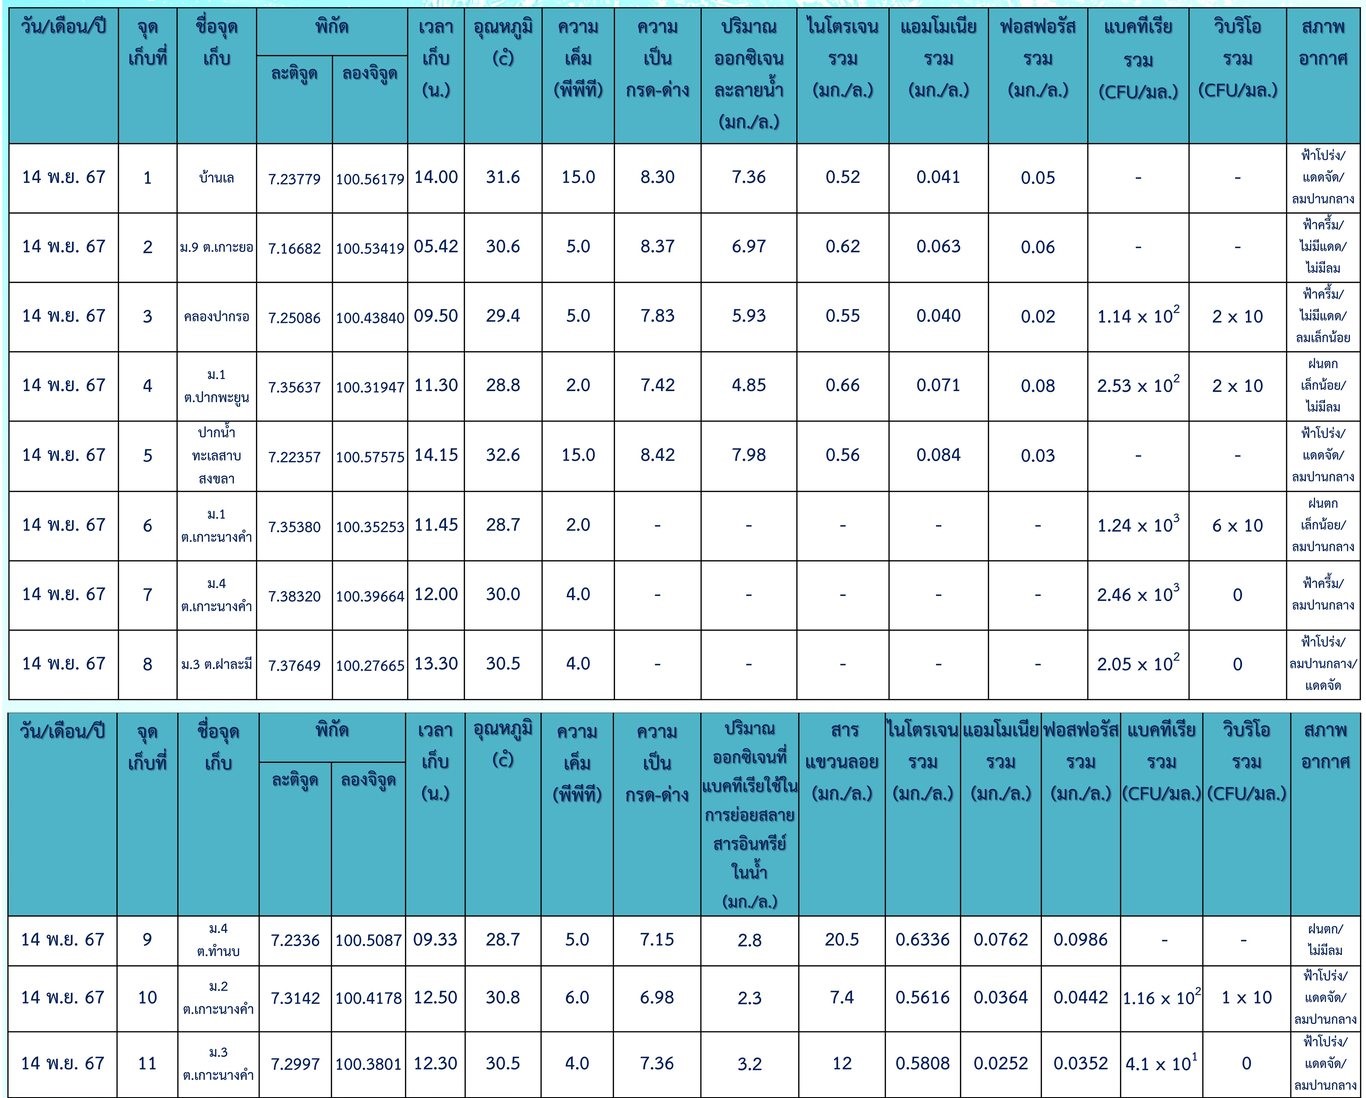 วัน/เดือน/ปี จุดเก็บที่ ชื่อจุดเก็บ พิกัด ละติจูด ลองจิจูด เวลาเก็บ (น.) อุณหภูมิ (c̊) ความเค็ม (พีพีที) ความเป็นกรด-ด่าง ปริมาณออกซิเจนละลายน้ำ (มก./ล.) ไนโตรเจนรวม (มก./ล.) แอมโมเนียรวม (มก./ล.) ฟอสฟอรัสรวม (มก./ล.) แบคทีเรียรวม (CFU/มล.) วิบริโอรวม (CFU/มล.) สภาพอากาศ
14 พ.ย. 67 1 บ้านเล 7.23779 100.56179 14.00 31.6 15.0 8.30 7.36 0.52 0.041 0.05 - - ฟ้าโปร่ง/แดดจัด/ลมปานกลาง
14 พ.ย. 67 2 ม.9 ต.เกาะยอ 7.16682 100.53419 05.42 30.6 5.0 8.37 6.97 0.62 0.063 0.06 - - ฟ้าครึ้ม/ไม่มีแดด/ไม่มีลม
14 พ.ย. 67 3 คลองปากรอ 7.25086 100.43840 09.50 29.4 5.0 7.83 5.93 0.55 0.040 0.02 1.14 x 10² 2 x 10 ฟ้าครึ้ม/ไม่มีแดด/ลมเล็กน้อย
14 พ.ย. 67 4 ม.1 ต.ปากพะยูน 7.35637 100.31947 11.30 28.8 2.0 7.42 4.85 0.66 0.071 0.08 2.53 x 10² 2 x 10 ฝนตกเล็กน้อย/ไม่มีลม
14 พ.ย. 67 5 ปากน้ำทะเลสาบสงขลา 7.22357 100.57575 14.15 32.6 15.0 8.42 7.98 0.56 0.084 0.03 - - ฟ้าโปร่ง/แดดจัด/ลมปานกลาง
14 พ.ย. 67 6 ม.1 ต.เกาะนางคำ 7.35380 100.35253 11.45 28.7 2.0 - - - - - 1.24 x 10³ 6 x 10 ฝนตกเล็กน้อย/ลมปานกลาง
14 พ.ย. 67 7 ม.4 ต.เกาะนางคำ 7.38320 100.39664 12.00 30.0 4.0 - - - - - 2.46 x 10³ 0 ฟ้าครึ้ม/ลมปานกลาง
14 พ.ย. 67 8 ม.3 ต.ฝาละมี 7.37649 100.27665 13.30 30.5 4.0 - - - - - 2.05 x 10² 0 ฟ้าโปร่ง/ลมปานกลาง/แดดจัด
วัน/เดือน/ปี จุดเก็บที่ ชื่อจุดเก็บ พิกัด ละติจูด ลองจิจูด เวลาเก็บ (น.) อุณหภูมิ (c̊) ความเค็ม (พีพีที) ความเป็นกรด-ด่าง ปริมาณออกซิเจนที่แบคทีเรียใช้ในการย่อยสลายสารอินทรีย์ในน้ำ (มก./ล.) สารแขวนลอย (มก./ล.) ไนโตรเจนรวม (มก./ล.) แอมโมเนียรวม (มก./ล.) ฟอสฟอรัสรวม (มก./ล.) แบคทีเรียรวม (CFU/มล.) วิบริโอรวม (CFU/มล.) สภาพอากาศ
14 พ.ย. 67 9 ม.4 ต.ทำนบ 7.2336 100.5087 09.33 28.7 5.0 7.15 2.8 20.5 0.6336 0.0762 0.0986 - - ฝนตก/ไม่มีลม
14 พ.ย. 67 10 ม.2 ต.เกาะนางคำ 7.3142 100.4178 12.50 30.8 6.0 6.98 2.3 7.4 0.5616 0.0364 0.0442 1.16 x 10² 1 x 10 ฟ้าโปร่ง/แดดจัด/ลมปานกลาง
14 พ.ย. 67 11 ม.3 ต.เกาะนางคำ 7.2997 100.3801 12.30 30.5 4.0 7.36 3.2 12 0.5808 0.0252 0.0352 4.1 x 10¹ 0 ฟ้าโปร่ง/แดดจัด/ลมปานกลาง